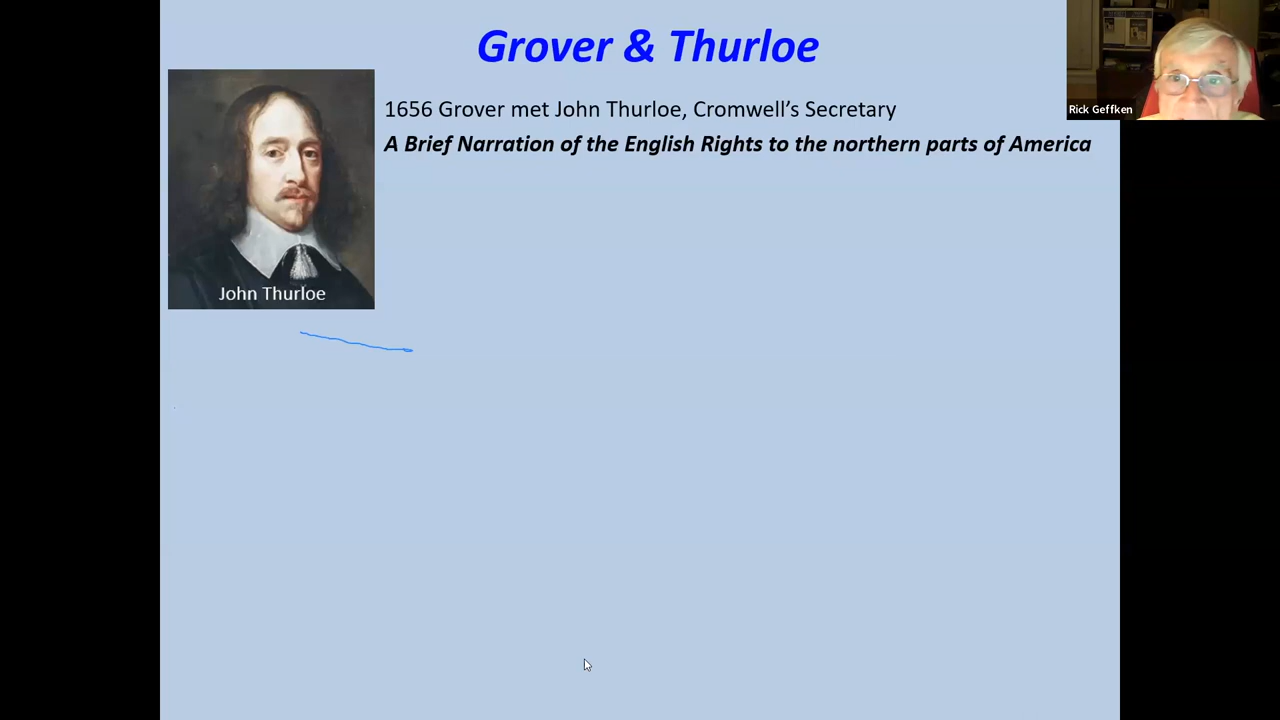 Grover & Thurloe
Rick Geffken
1656 Grover met John Thurloe, Cromwell’s Secretary
A Brief Narration of the English Rights to the northern parts of America
John Thurloe